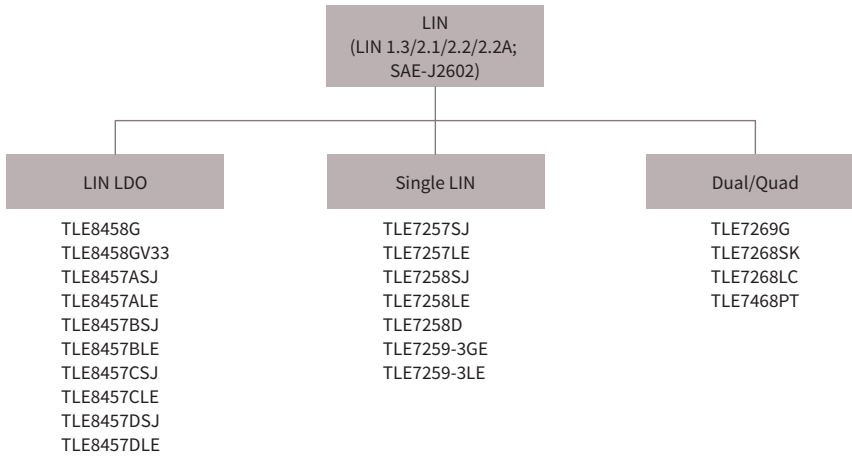 LIN
(LIN 1.3/2.1/2.2/2.2A;
SAE-J2602)
LIN LDO
TLE8458G
TLE8458GV33
TLE8457ASJ
TLE8457ALE
TLE8457BSJ
TLE8457BLE
TLE8457CSJ
TLE8457CLE
TLE8457DSJ
TLE8457DLE
Single LIN
TLE7257SJ
TLE7257LE
TLE7258SJ
TLE7258LE
TLE7258D
TLE7259-3GE
TLE7259-3LE
Dual/Quad
TLE7269G
TLE7268SK
TLE7268LC
TLE7468PT